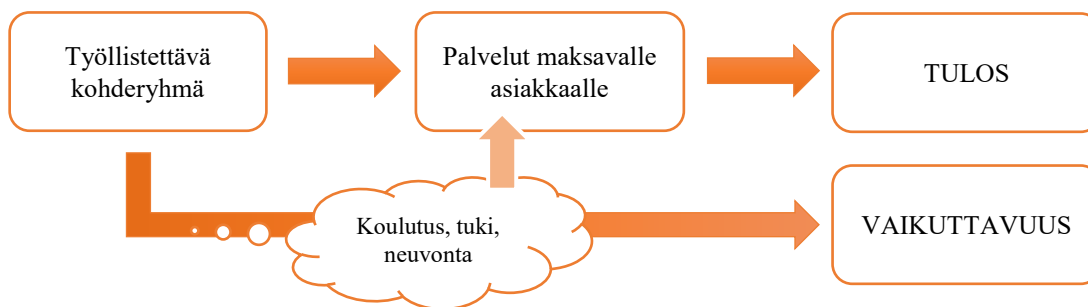 Työllistettävä
kohderyhmä
Palvelut maksavalle
asiakkaalle
TULOS
Koulutus, tuki,
neuvonta
VAIKUTTAVUUS